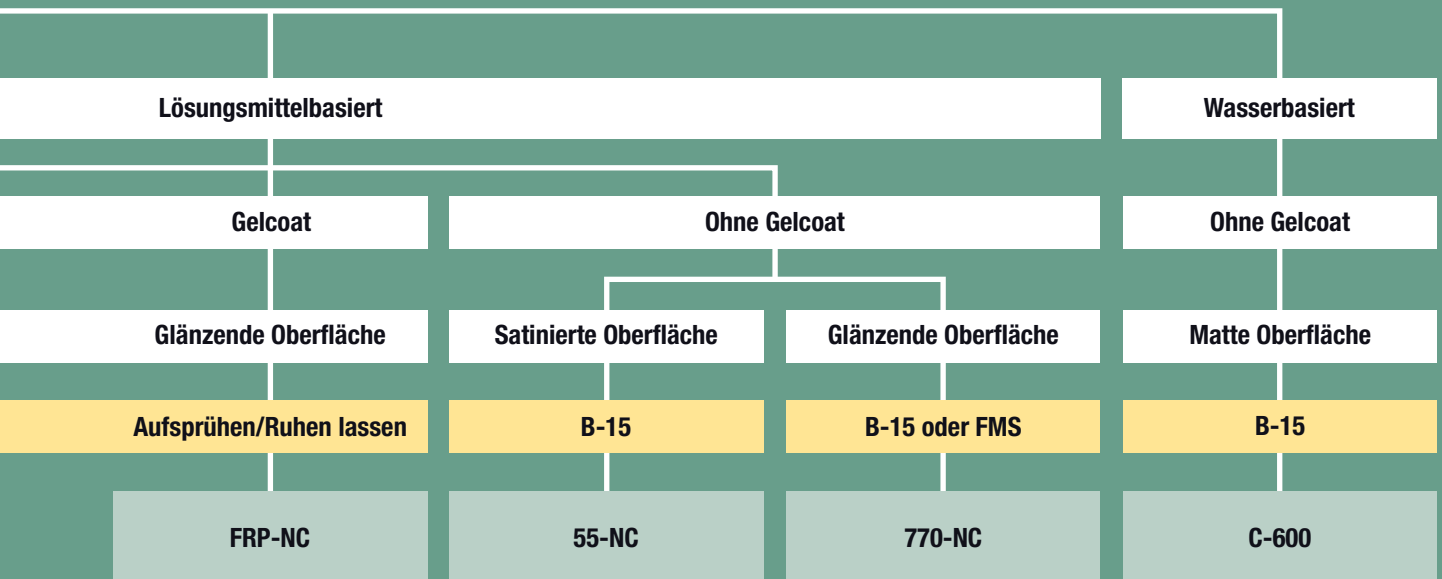 Lösungsmittelbasiert
Wasserbasiert
Gelcoat
Ohne Gelcoat
Ohne Gelcoat
Glänzende Oberfläche
Satinierte Oberfläche
Glänzende Oberfläche
Matte Oberfläche
Aufsprühen/Ruhen lassen
B-15
B-15 oder FMS
B-15
FRP-NC
55-NC
770-NC
C-600